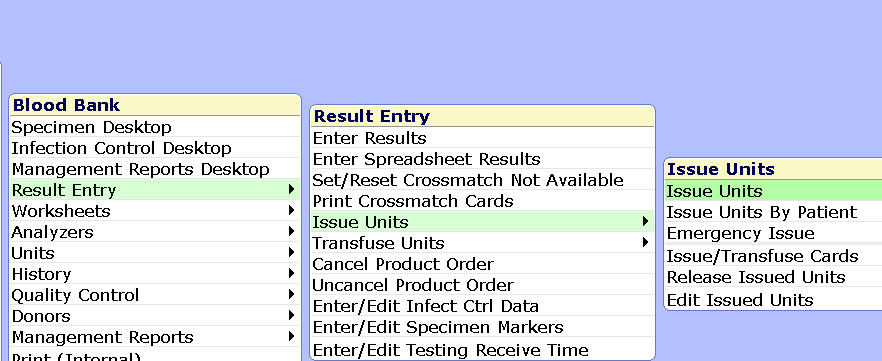 Blood Bank
Specimen Desktop
Infection Control Desktop
Management Reports Desktop
Result Entry
Worksheets
Analyzers
Units
History
Quality Control
Donors
Management Reports
Print (Internal)
Result Entry
Enter Results
Enter Spreadsheet Results
Set/Reset Crossmatch Not Available
Print Crossmatch Cards
Issue Units
Transfuse Units
Cancel Product Order
Uncancel Product Order
Enter/Edit Infect Ctrl Data
Enter/Edit Specimen Markers
Enter/Edit Testing Receive Time
Issue Units
Issue Units
Issue Units By Patient
Emergency Issue
Issue/Transfuse Cards
Release Issued Units
Edit Issued Units